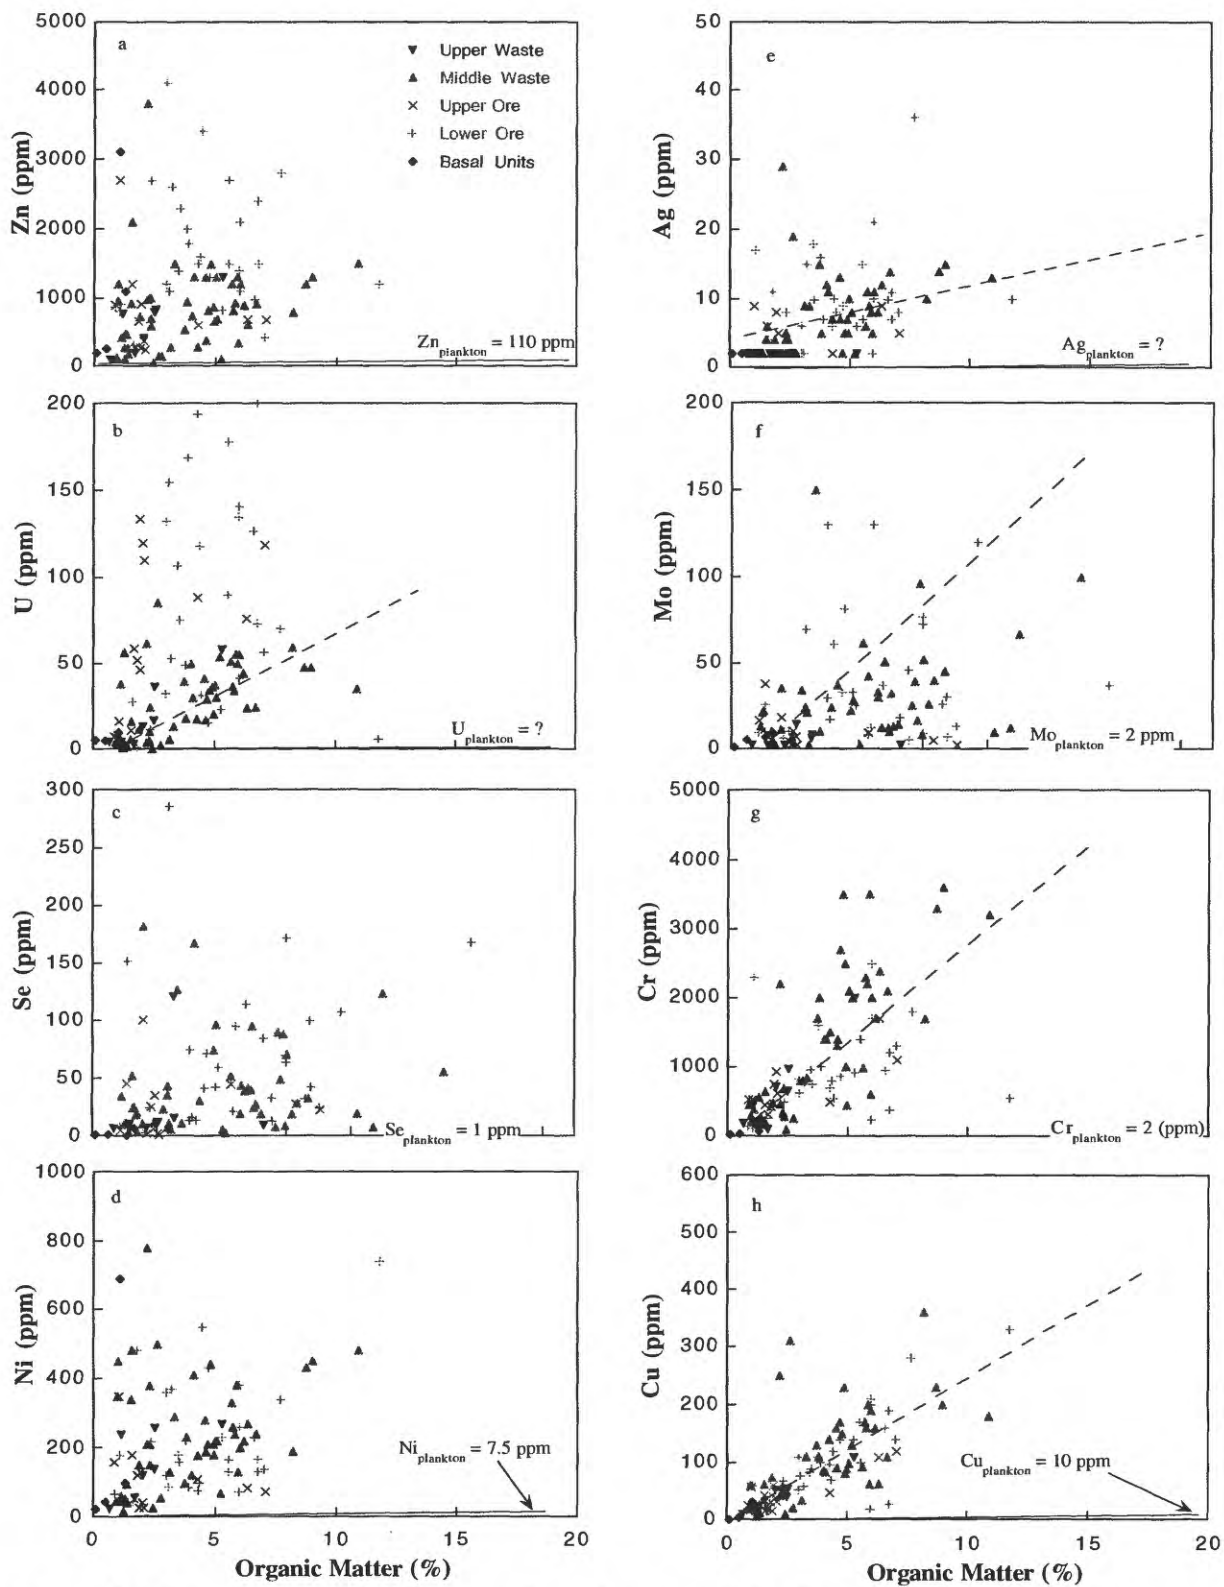 a
Upper Waste
Middle Waste
Upper Ore
Lower Ore
Basal Units
5000
4000
3000
2000
1000
0
Zn (ppm)
Zn plankton = 110 ppm
b
200
150
100
50
0
U (ppm)
U plankton = ?
c
300
250
200
150
100
50
0
Se (ppm)
Se plankton = 1 ppm
d
1000
800
600
400
200
0
Ni (ppm)
Ni plankton = 7.5 ppm
0
5
10
15
20
Organic Matter (%)
e
50
40
30
20
10
0
Ag (ppm)
Ag plankton = ?
f
200
150
100
50
0
Mo (ppm)
Mo plankton = 2 ppm
g
5000
4000
3000
2000
1000
0
Cr (ppm)
Cr plankton = 2 (ppm)
h
600
500
400
300
200
100
0
Cu (ppm)
Cu plankton = 10 ppm
0
5
10
15
20
Organic Matter (%)